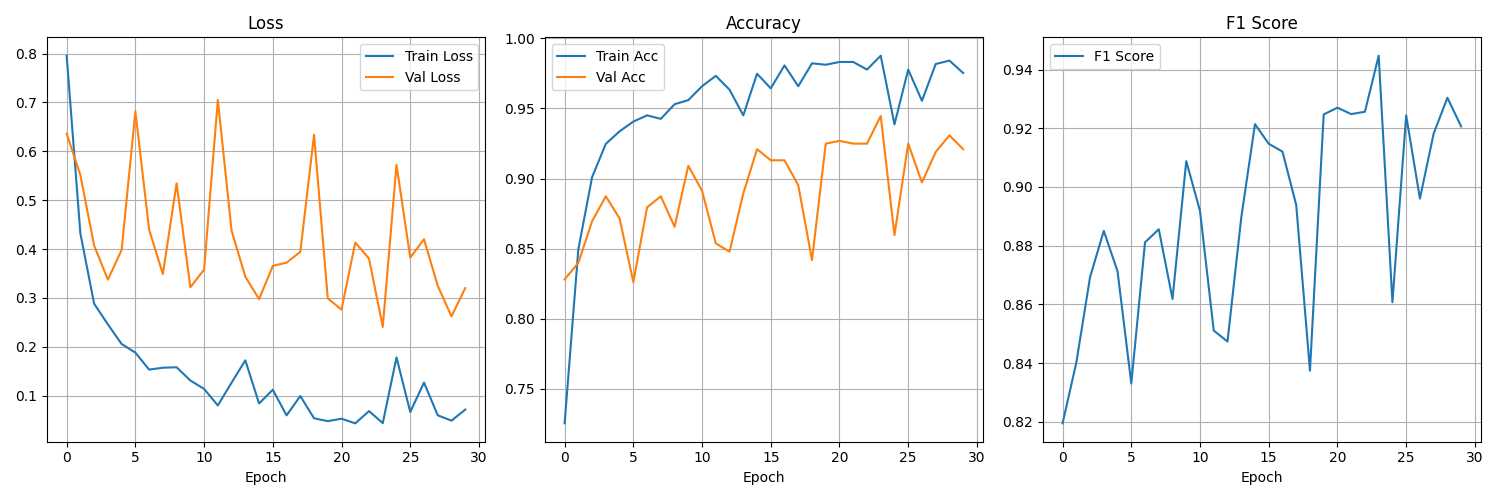 Loss
0.8
0.7
0.6
0.5
0.4
0.3
0.2
0.1
0 5 10 15 20 25 30
Epoch
Train Loss
Val Loss
Accuracy
1.00
0.95
0.90
0.85
0.80
0.75
0 5 10 15 20 25 30
Epoch
Train Acc
Val Acc
F1 Score
0.94
0.92
0.90
0.88
0.86
0.84
0.82
0 5 10 15 20 25 30
Epoch
F1 Score